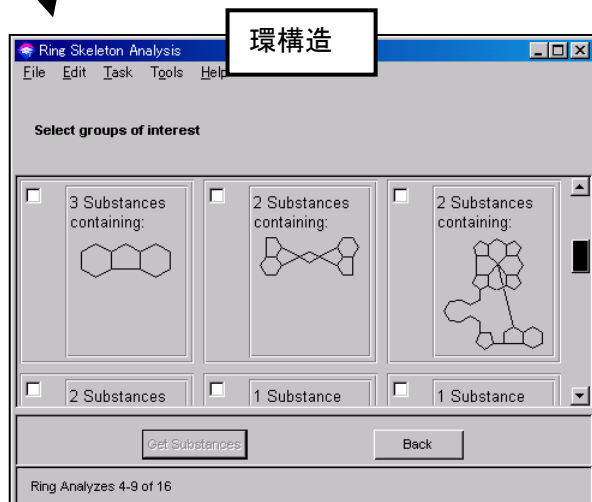 環構造
Ring Skeleton Analysis
File Edit Task Tools Help
Select groups of interest
3 Substances
containing:
2 Substances
containing:
2 Substances
containing:
2 Substances
1 Substance
1 Substance
Get Substances
Back
Ring Analyzes 4-9 of 16